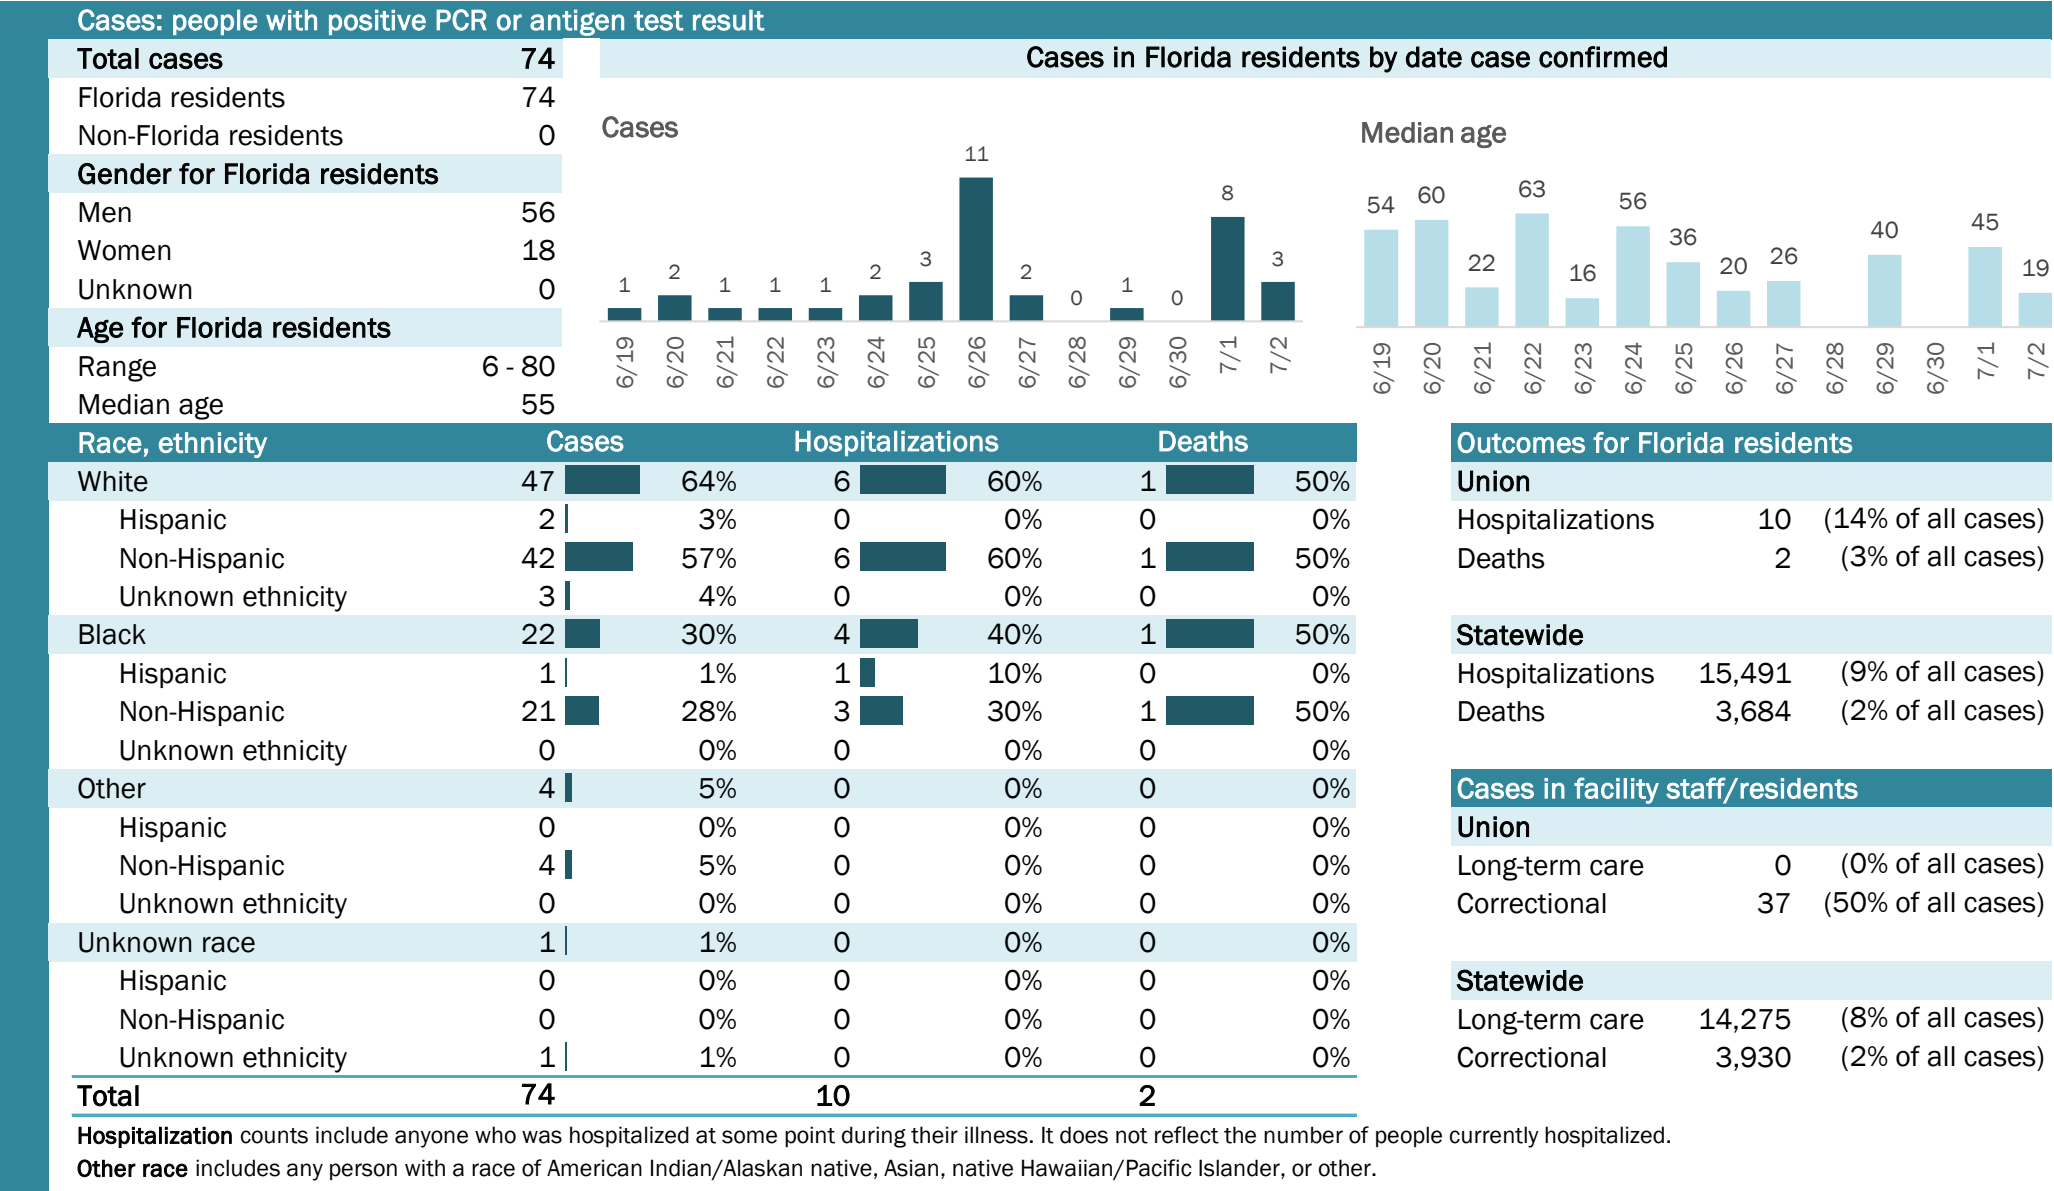 Cases: people with positive PCR or antigen test result
Total cases 74
Florida residents 74
Non-Florida residents 0
Gender for Florida residents
Men 56
Women 18
Unknown 0
Age for Florida residents
Range 6 - 80
Median age 55
Cases in Florida residents by date case confirmed
Cases
1 2 1 1 1 2 3 11 2 0 1 0 8 3
6/19 6/20 6/21 6/22 6/23 6/24 6/25 6/26 6/27 6/28 6/29 6/30 7/1 7/2
Median age
54 60 22 63 16 56 36 20 26 40 45 19
6/19 6/20 6/21 6/22 6/23 6/24 6/25 6/26 6/27 6/28 6/29 6/30 7/1 7/2
Race, ethnicity Cases Hospitalizations Deaths
White 47 64% 6 60% 1 50%
Hispanic 2 3% 0 0% 0 0%
Non-Hispanic 42 57% 6 60% 1 50%
Unknown ethnicity 3 4% 0 0% 0 0%
Black 22 30% 4 40% 1 50%
Hispanic 1 1% 1 10% 0 0%
Non-Hispanic 21 28% 3 30% 1 50%
Unknown ethnicity 0 0% 0 0% 0 0%
Other 4 5% 0 0% 0 0%
Hispanic 0 0% 0 0% 0 0%
Non-Hispanic 4 5% 0 0% 0 0%
Unknown ethnicity 0 0% 0 0% 0 0%
Unknown race 1 1% 0 0% 0 0%
Hispanic 0 0% 0 0% 0 0%
Non-Hispanic 0 0% 0 0% 0 0%
Unknown ethnicity 1 1% 0 0% 0 0%
Total 74 10 2
Outcomes for Florida residents
Union
Hospitalizations 10 (14% of all cases)
Deaths 2 (3% of all cases)
Statewide
Hospitalizations 15,491 (9% of all cases)
Deaths 3,684 (2% of all cases)
Cases in facility staff/residents
Union
Long-term care 0 (0% of all cases)
Correctional 37 (50% of all cases)
Statewide
Long-term care 14,275 (8% of all cases)
Correctional 3,930 (2% of all cases)
Hospitalization counts include anyone who was hospitalized at some point during their illness. It does not reflect the number of people currently hospitalized.
Other race includes any person with a race of American Indian/Alaskan native, Asian, native Hawaiian/Pacific Islander, or other.